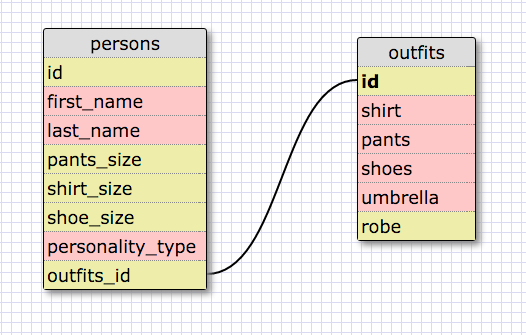 persons
id
first_name
last_name
pants_size
shirt_size
shoe_size
personality_type
outfits_id
outfits
id
shirt
pants
shoes
umbrella
robe